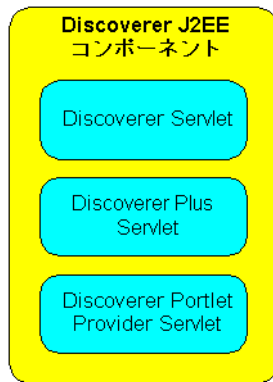 Discoverer J2EE
コンポーネント
Discoverer Servlet
Discoverer Plus
Servlet
Discoverer Portlet
Provider Servlet